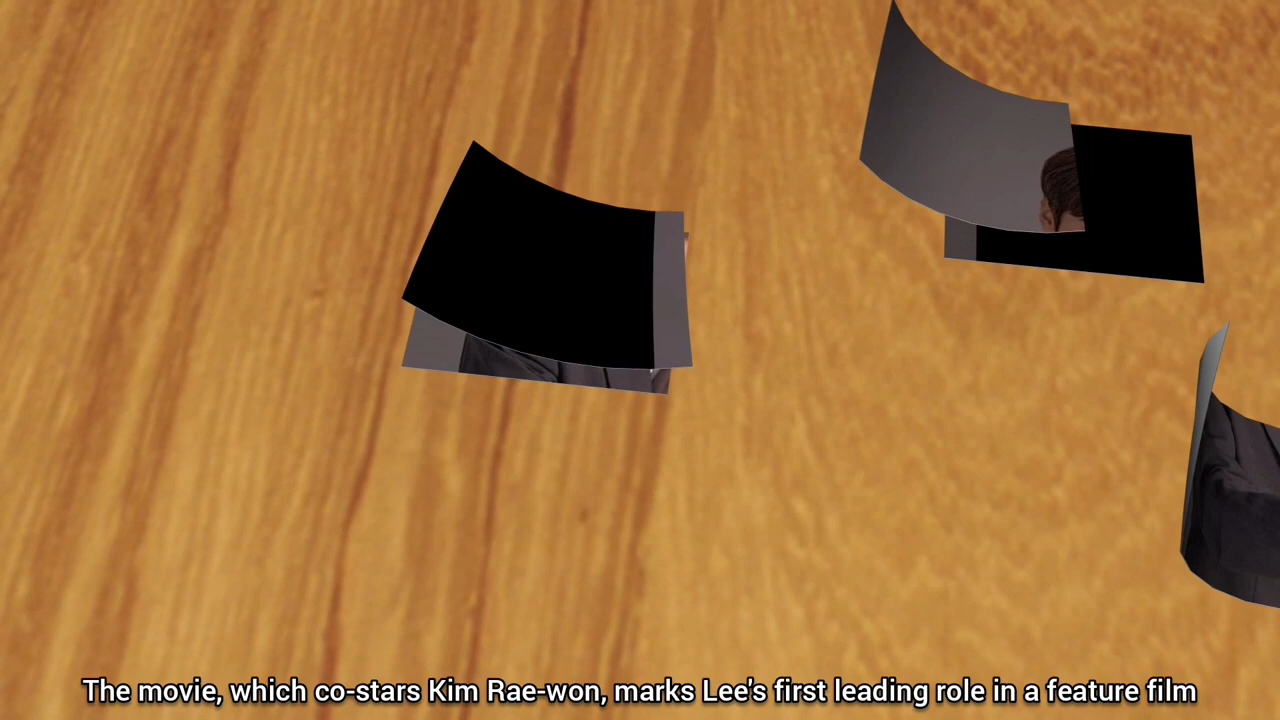 The movie, which co-stars Kim Rae-won, marks Lee's first leading role in a feature film